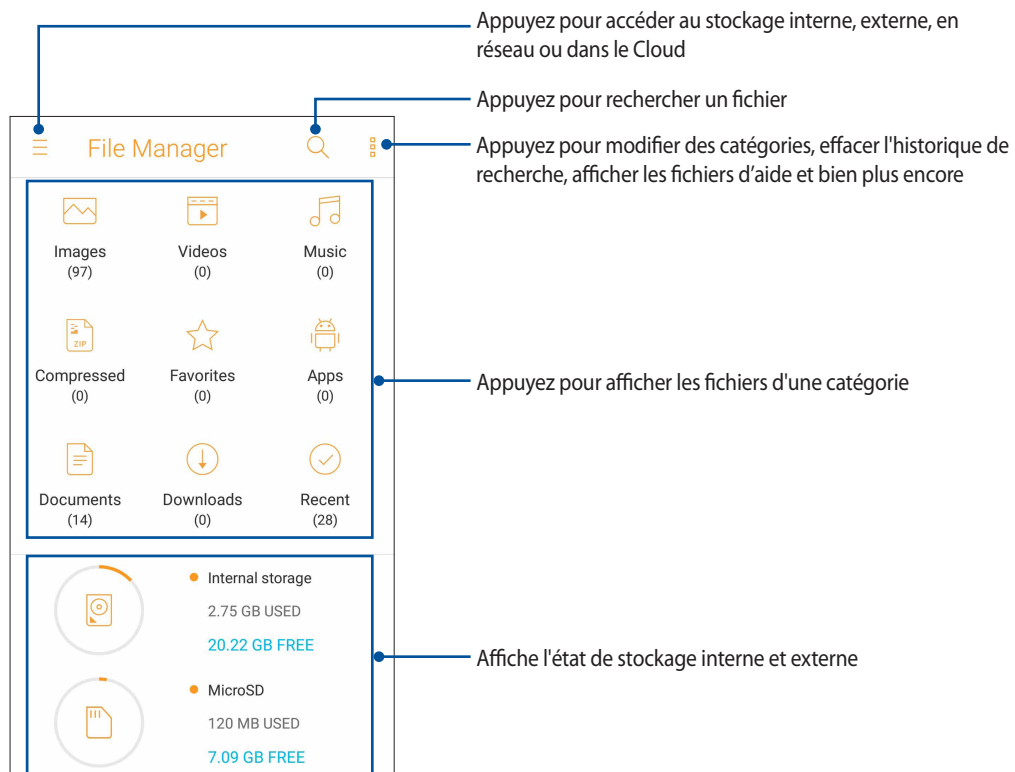 Appuyez pour accéder au stockage interne, externe, en
réseau ou dans le Cloud
Appuyez pour rechercher un fichier
Appuyez pour modifier des catégories, effacer l'historique de
recherche, afficher les fichiers d’aide et bien plus encore
File Manager
Images
(97)
Videos
(0)
Music
(0)
ZIP
Compressed
(0)
Favorites
(0)
Apps
(0)
Appuyez pour afficher les fichiers d'une catégorie
Documents
(14)
Downloads
(0)
Recent
(28)
Internal storage
2.75 GB USED
20.22 GB FREE
Affiche l'état de stockage interne et externe
MicroSD
120 MB USED
7.09 GB FREE